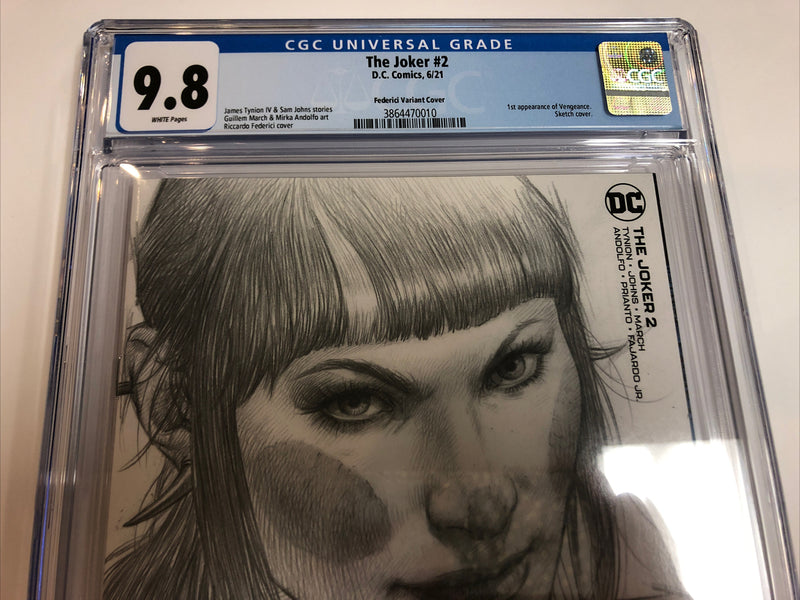 CGC UNIVERSAL GRADE
9.8
WHITE Pages
The Joker #2
D.C. Comics, 6/21
Federici Variant Cover
James Tynion IV & Sam Johns stories
Guillem March & Mirka Andolfo art
Riccardo Federici cover
3864470010
1st appearance of Vengeance.
Sketch cover.
CGC
DC
THE JOKER 2
TYNION • JOHNS • MARCH
ANDOLFO • PRIANTO • FAJARDO JR.